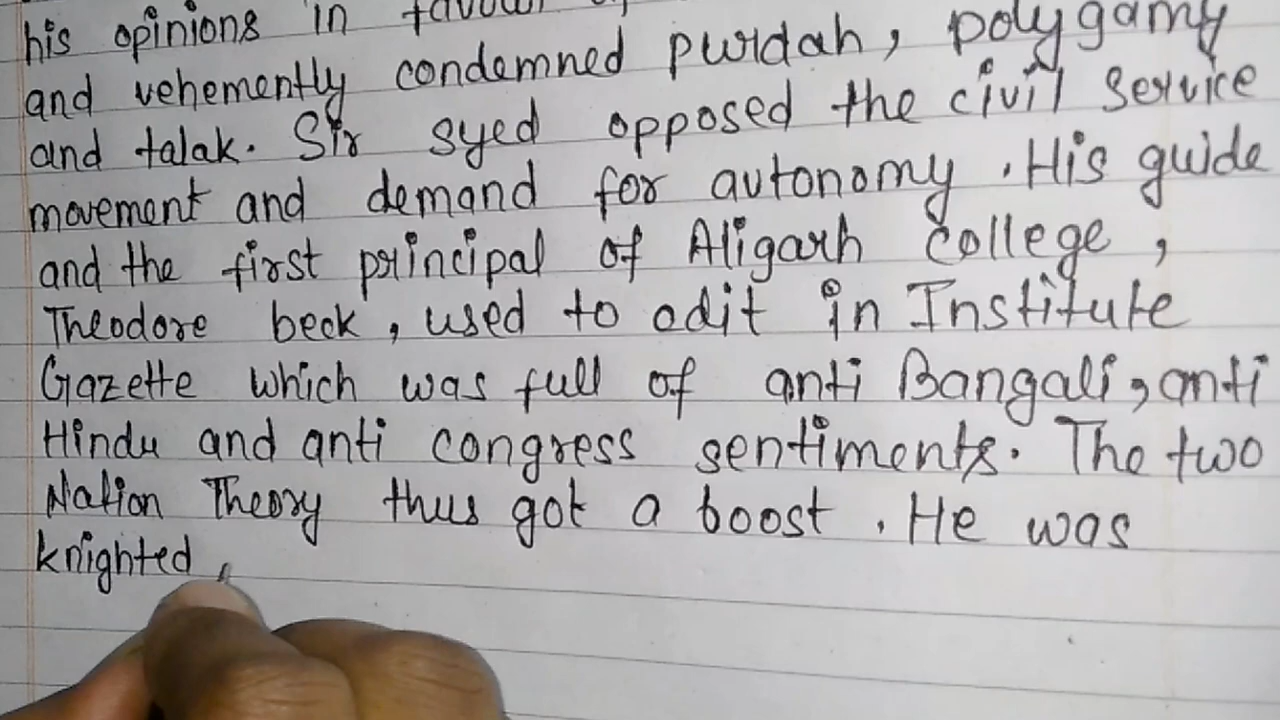 his opinions in favour
and vehemently condemned purdah, polygamy
and talak. Sir syed opposed the civil service
movement and demand for autonomy. His guide
and the first principal of Aligarh college,
Theodore beck, used to edit in Institute
Gazette which was full of anti Bangali, anti
Hindu and anti congress sentiments. The two
Nation Theory thus got a boost. He was
knighted